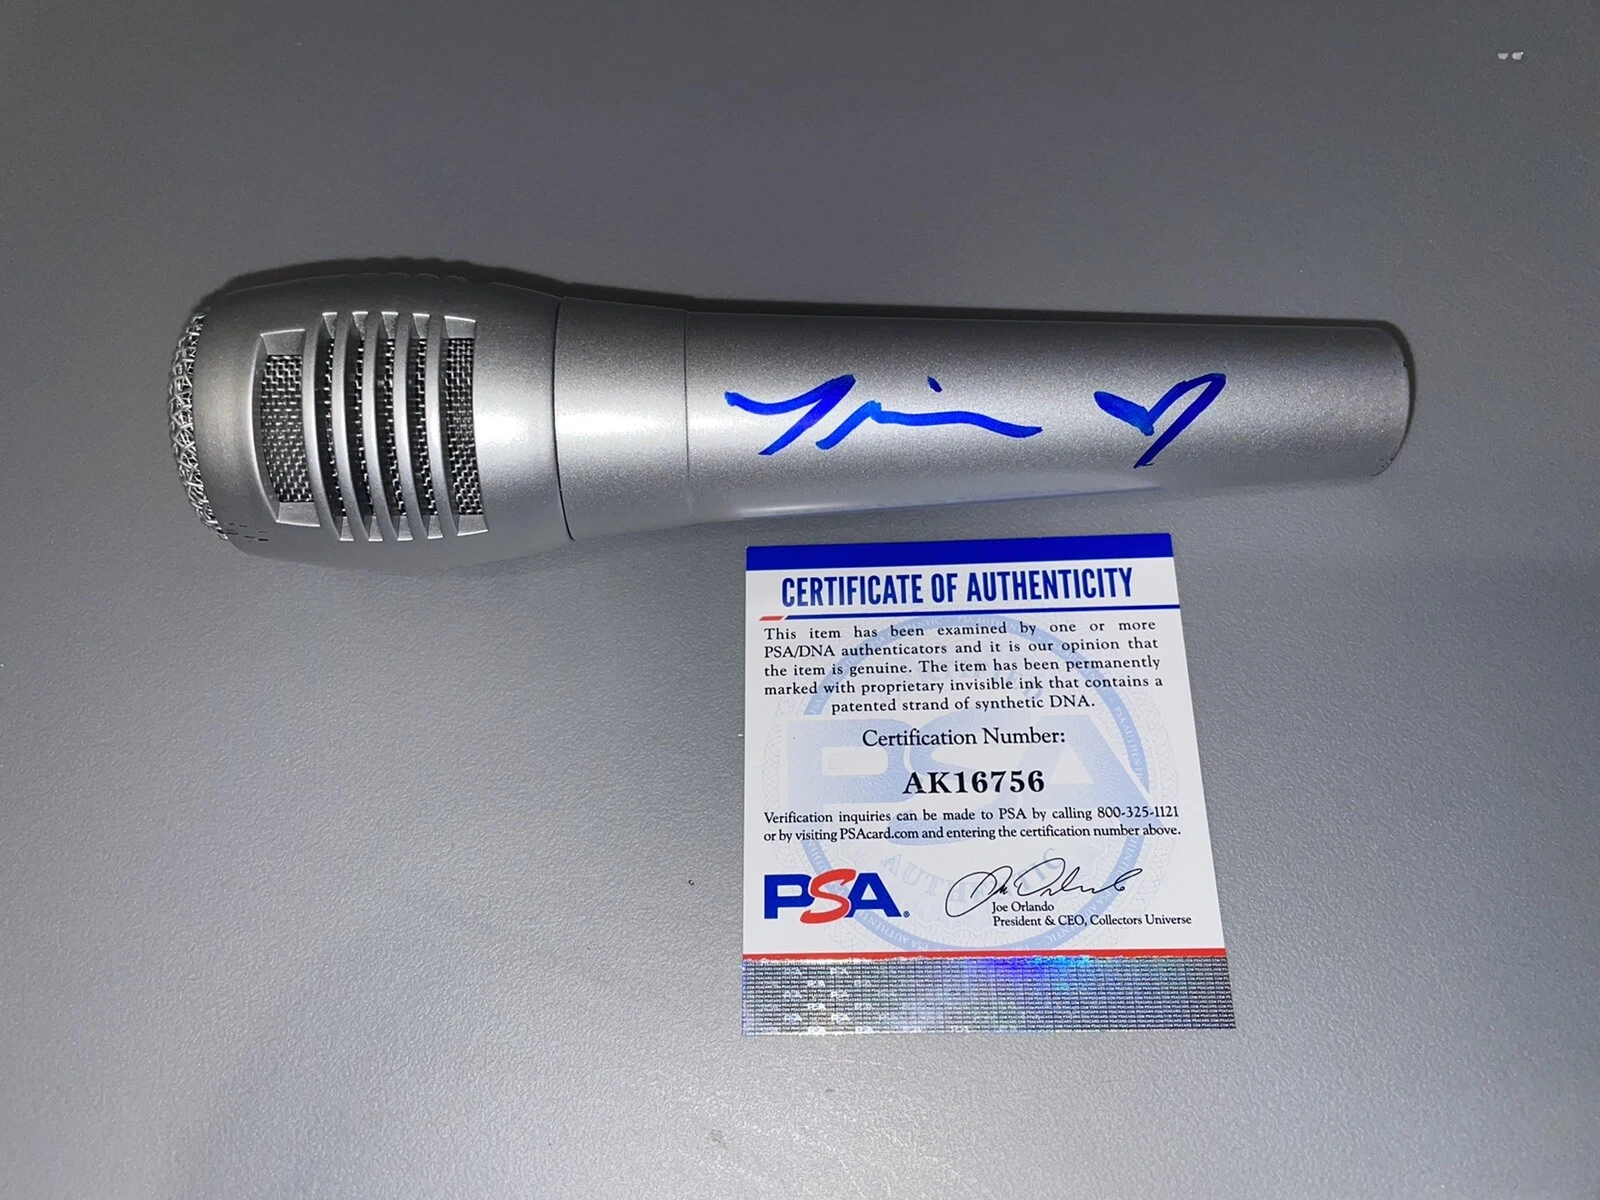 CERTIFICATE OF AUTHENTICITY
This item has been examined by one or more
PSA/DNA authenticators and it is our opinion that
the item is genuine. The item has been permanently
marked with proprietary invisible ink that contains a
patented strand of synthetic DNA.
Certification Number:
AK16756
Verification inquiries can be made to PSA by calling 800-325-1121
or by visiting PSAcard.com and entering the certification number above.
PSA
Joe Orlando
President & CEO, Collectors Universe